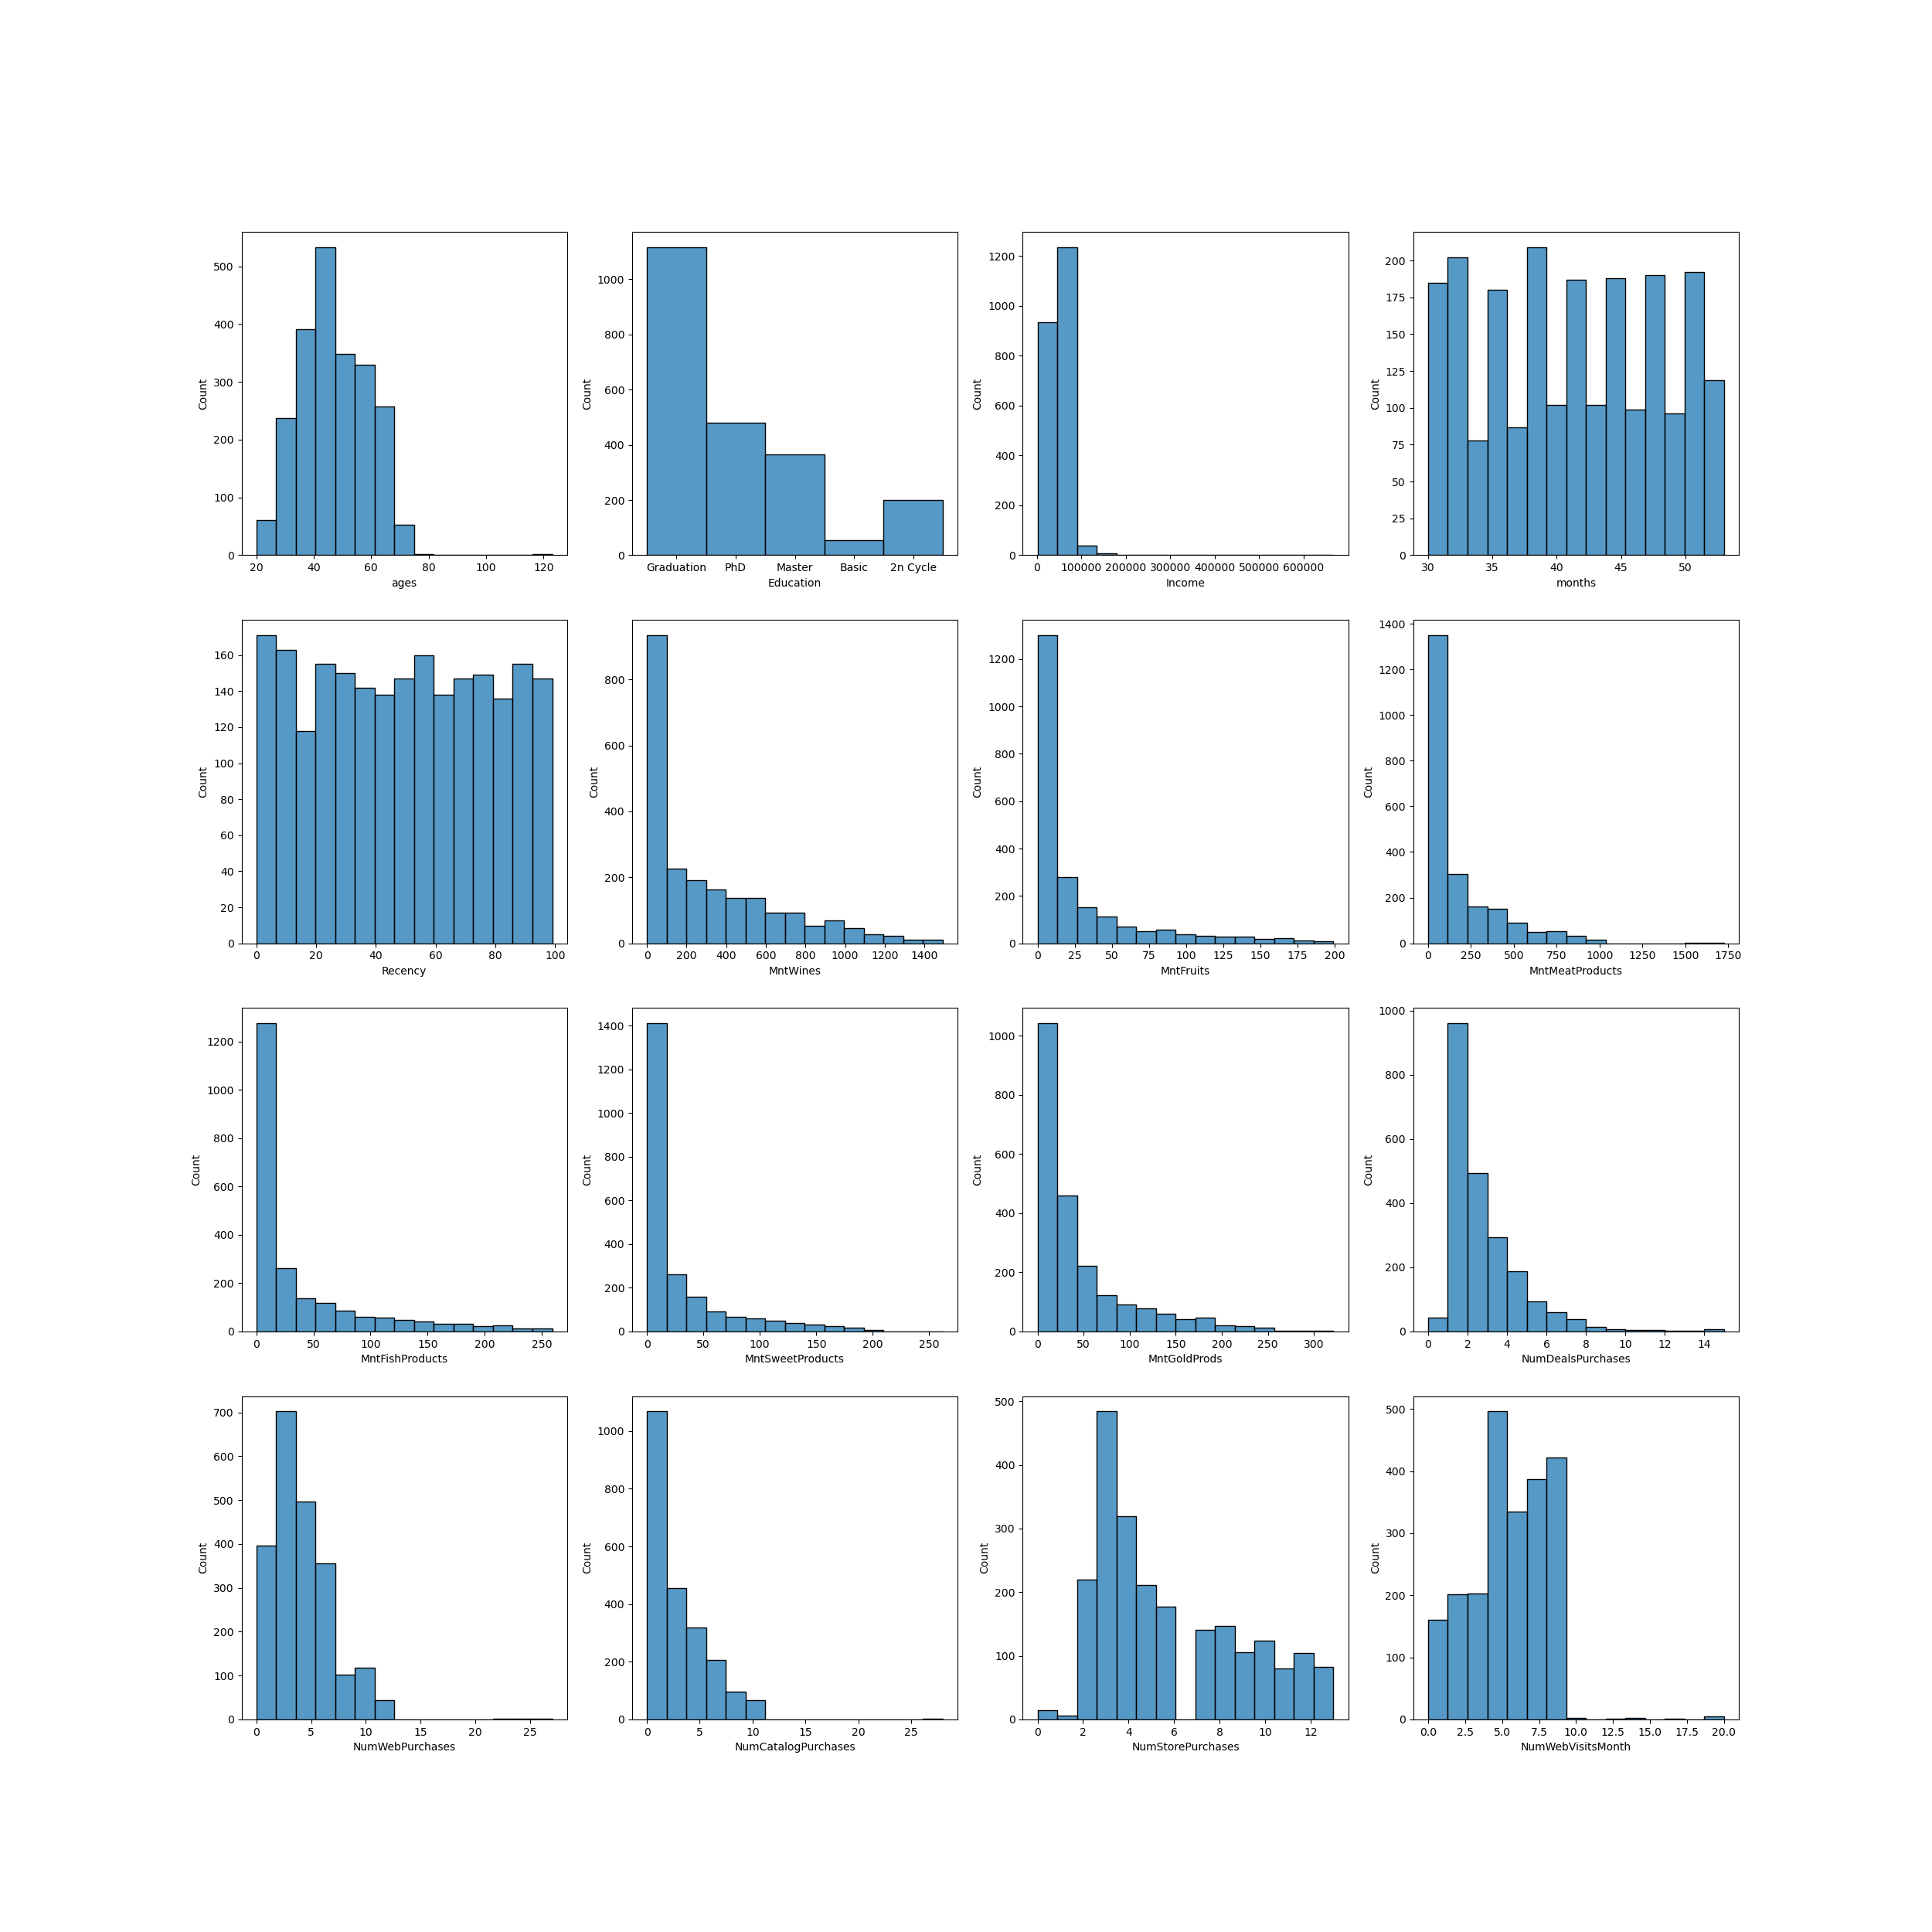 Count
500
400
300
200
100
0
20 40 60 80 100 120
ages
Count
1000
800
600
400
200
0
Graduation PhD Master Basic 2n Cycle
Education
Count
1200
1000
800
600
400
200
0
0 100000 200000 300000 400000 500000 600000
Income
Count
200
175
150
125
100
75
50
25
0
30 35 40 45 50
months
Count
160
140
120
100
80
60
40
20
0
0 20 40 60 80 100
Recency
Count
800
600
400
200
0
0 200 400 600 800 1000 1200 1400
MntWines
Count
1200
1000
800
600
400
200
0
0 25 50 75 100 125 150 175 200
MntFruits
Count
1400
1200
1000
800
600
400
200
0
0 250 500 750 1000 1250 1500 1750
MntMeatProducts
Count
1200
1000
800
600
400
200
0
0 50 100 150 200 250
MntFishProducts
Count
1400
1200
1000
800
600
400
200
0
0 50 100 150 200 250
MntSweetProducts
Count
1000
800
600
400
200
0
0 50 100 150 200 250 300
MntGoldProds
Count
1000
800
600
400
200
0
0 2 4 6 8 10 12 14
NumDealsPurchases
Count
700
600
500
400
300
200
100
0
0 5 10 15 20 25
NumWebPurchases
Count
1000
800
600
400
200
0
0 5 10 15 20 25
NumCatalogPurchases
Count
500
400
300
200
100
0
0 2 4 6 8 10 12
NumStorePurchases
Count
500
400
300
200
100
0
0.0 2.5 5.0 7.5 10.0 12.5 15.0 17.5 20.0
NumWebVisitsMonth